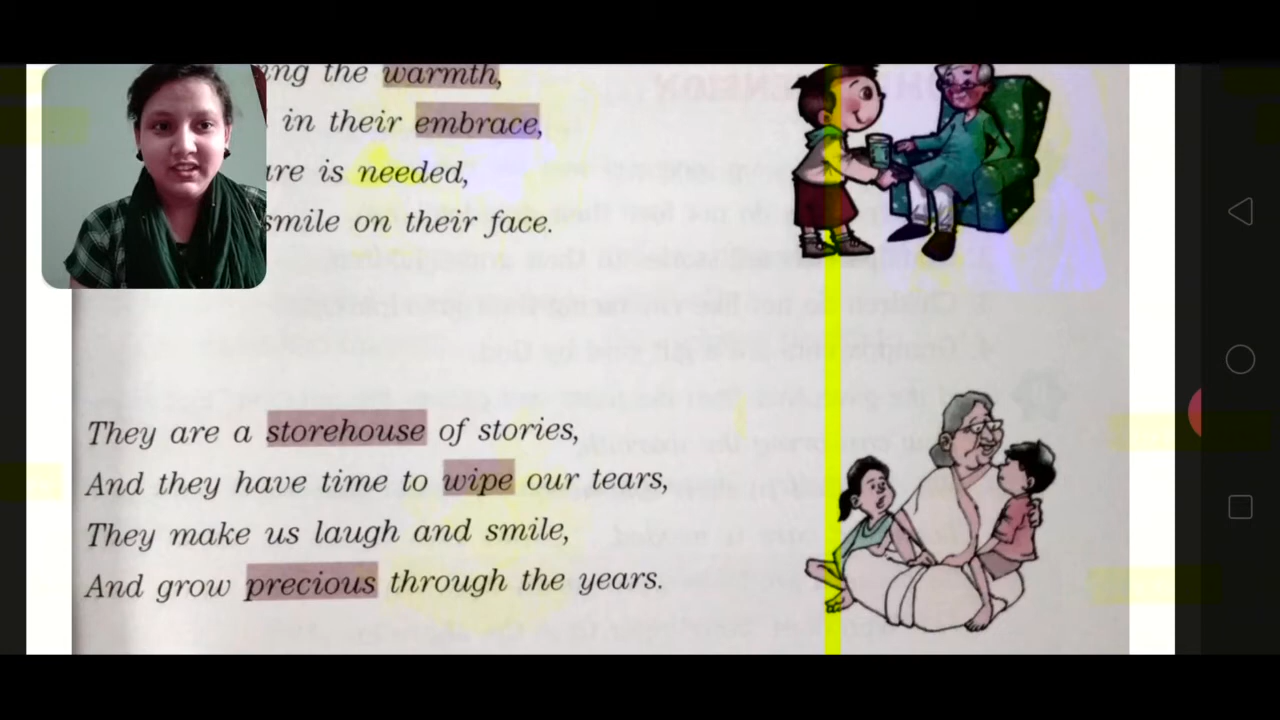 the warmth,
in their embrace,
is needed,
smile on their face.
They are a storehouse of stories,
And they have time to wipe our tears,
They make us laugh and smile,
And grow precious through the years.